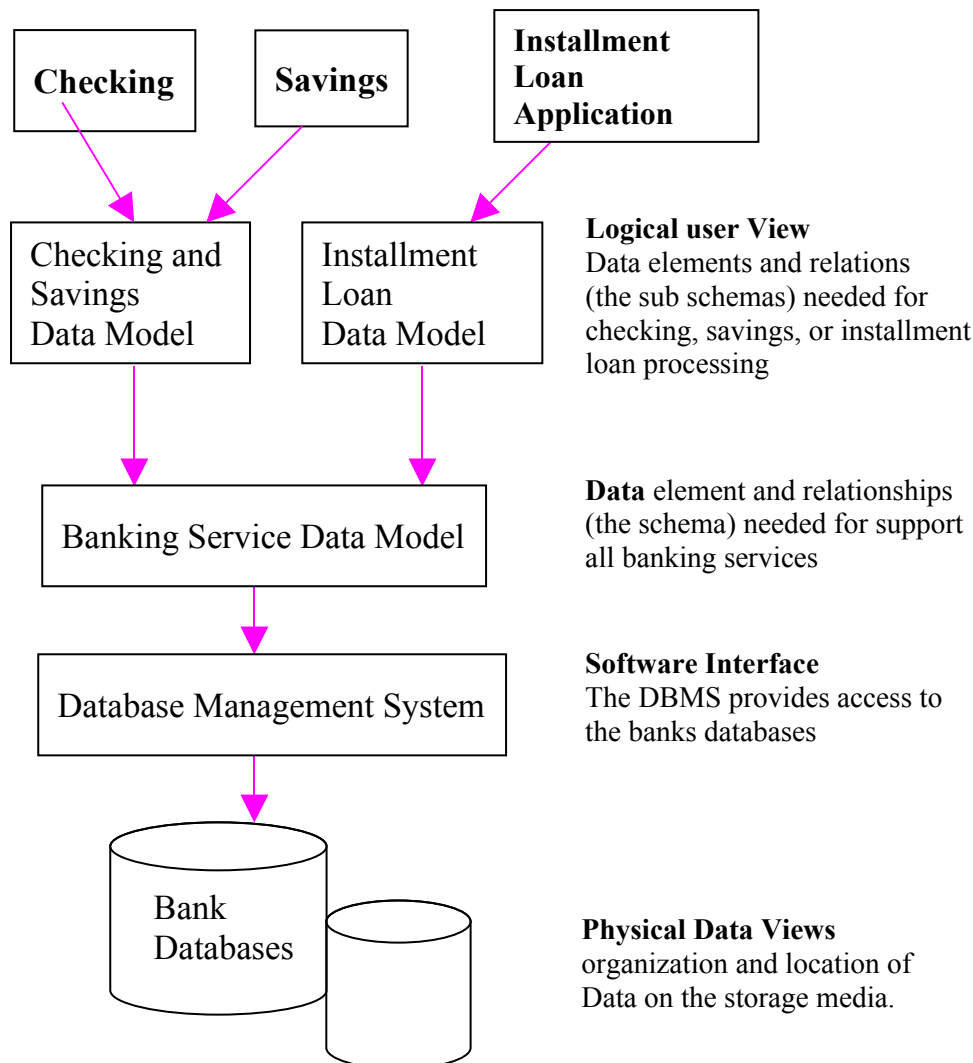 Checking
Savings
Installment
Loan
Application
Checking and
Savings
Data Model
Installment
Loan
Data Model
Logical user View
Data elements and relations
(the sub schemas) needed for
checking, savings, or installment
loan processing
Banking Service Data Model
Data element and relationships
(the schema) needed for support
all banking services
Database Management System
Software Interface
The DBMS provides access to
the banks databases
Bank
Databases
Physical Data Views
organization and location of
Data on the storage media.